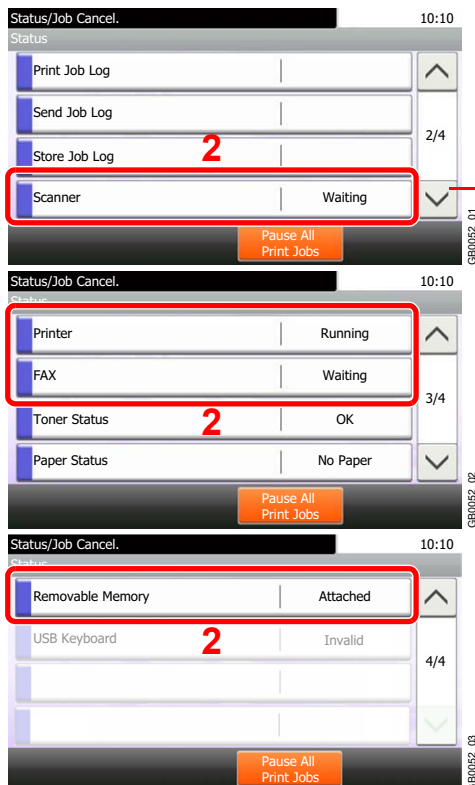 Status/Job Cancel. 10:10
Status
Print Job Log
Send Job Log
2/4
Store Job Log
2
Scanner Waiting
Pause All
Print Jobs
GB0052_01
Status/Job Cancel. 10:10
Status
Printer Running
FAX Waiting
3/4
Toner Status OK
2
Paper Status No Paper
Pause All
Print Jobs
GB0052_02
Status/Job Cancel. 10:10
Status
Removable Memory Attached
USB Keyboard Invalid
2
4/4
Pause All
Print Jobs
GB0052_03